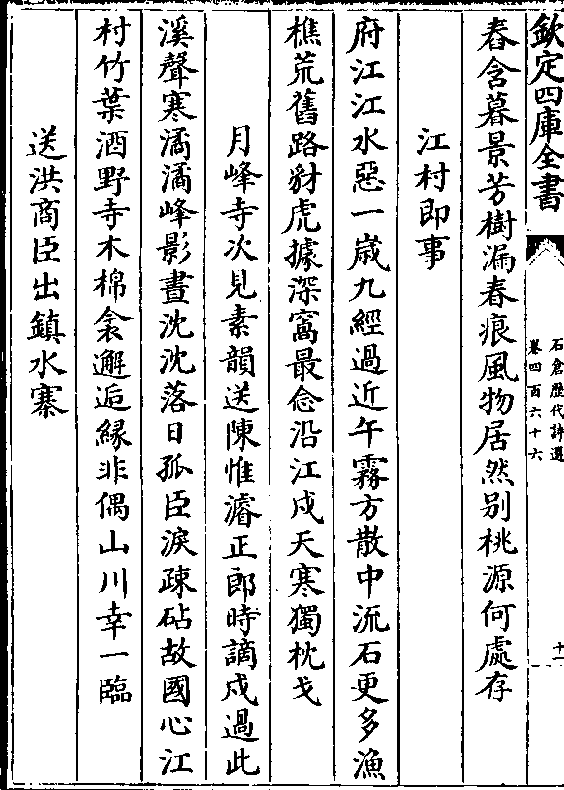 欽定四庫全書
石倉歴代詩選
卷四百六十六
十一
舂含暮景芳樹漏春痕風物居然别桃源何處存
江村即事
府江江水惡一嵗九經過近午霧方散中流石更多漁
樵荒舊路豺虎據深窩最念沿江戍天寒獨枕戈
月峰寺次見素韻送陳惟濬正郎時謫戍過此
溪聲寒潏潏峰影晝沈沈落日孤臣淚疎砧故國心江
村竹葉酒野寺木棉衾邂逅緣非偶山川幸一臨
送洪商臣出鎮水寨